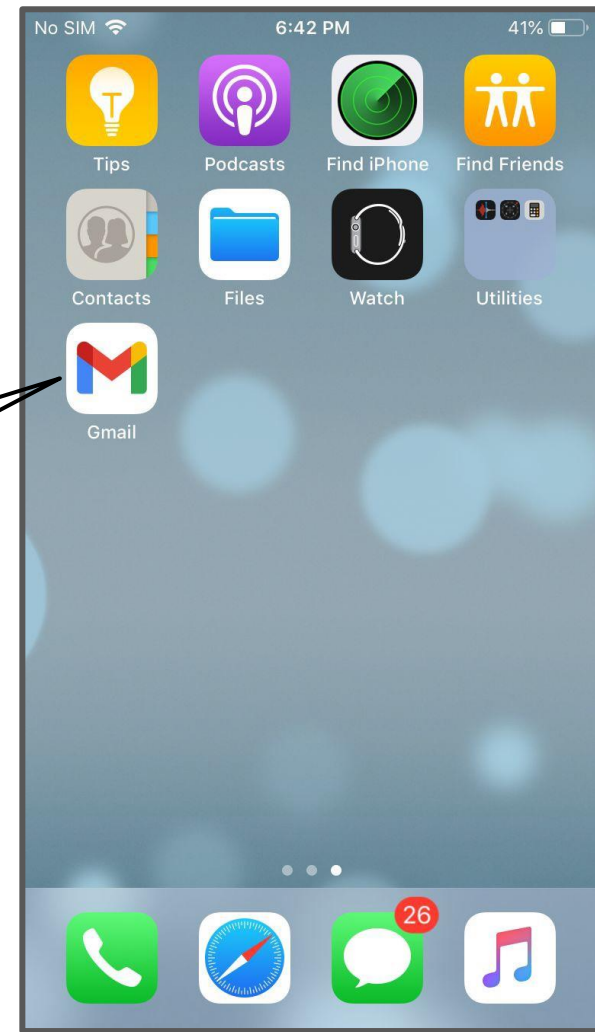 No SIM 6:42 PM 41%
Tips Podcasts Find iPhone Find Friends
Contacts Files Watch Utilities
Gmail
26